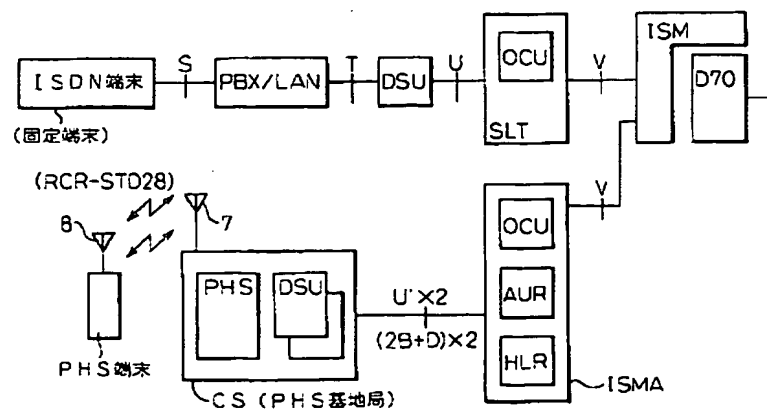 ISDN端末
(固定端末)
S
PBX/LAN
T
DSU
U
OCU
SLT
V
ISM
D70
(RCR-STD28)
8
7
PHS端末
PHS
DSU
CS (PHS基地局)
U'×2
(2B+D)×2
OCU
AUR
HLR
V
ISMA